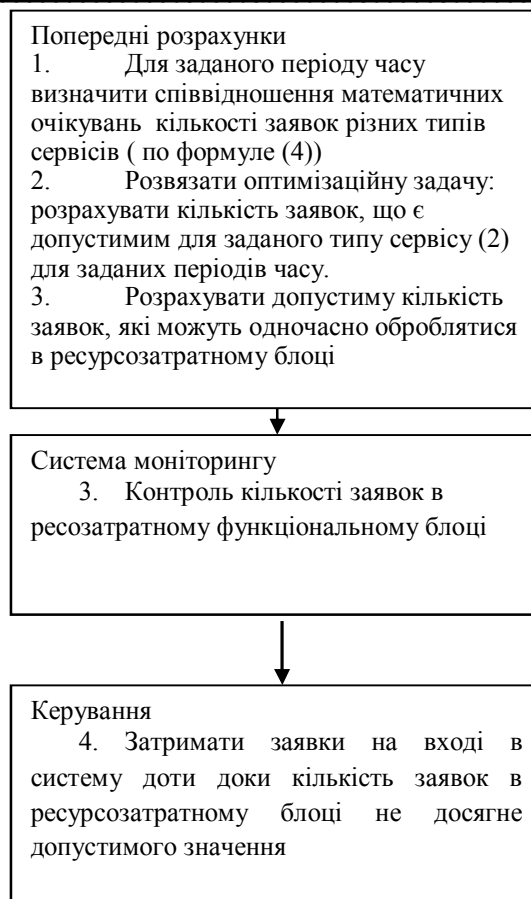 Попередні розрахунки
1. Для заданого періоду часу
визначити співвідношення математичних
очікувань кількості заявок різних типів
сервісів ( по формуле (4))
2. Розвязати оптимізаційну задачу:
розрахувати кількість заявок, що є
допустимим для заданого типу сервісу (2)
для заданих періодів часу.
3. Розрахувати допустиму кількість
заявок, які можуть одночасно оброблятися
в ресурсозатратному блоці
Система моніторингу
3. Контроль кількості заявок в
ресозатратному функціональному блоці
Керування
4. Затримати заявки на вході в
систему доти доки кількість заявок в
ресурсозатратному блоці не досягне
допустимого значення